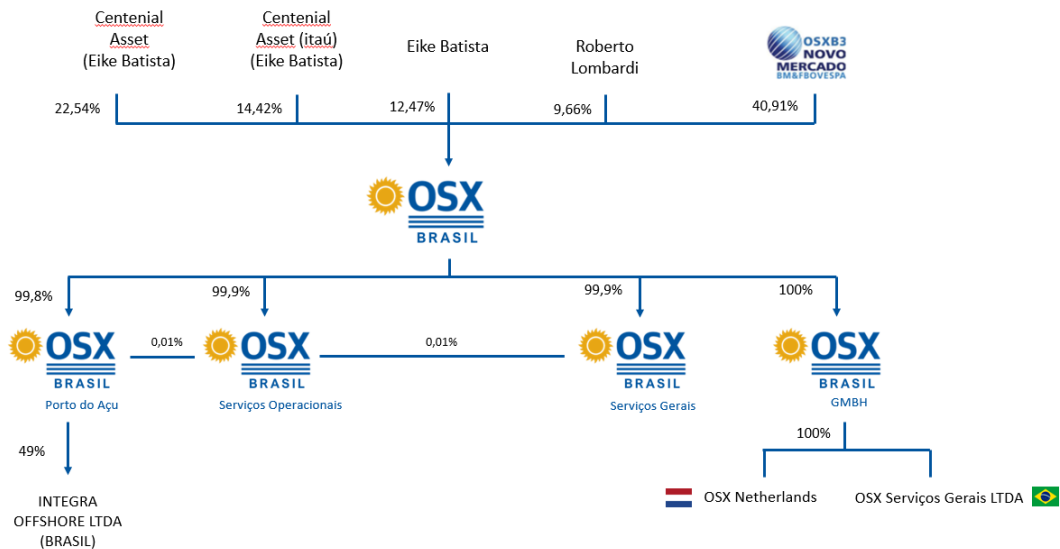 Centenial
Asset
(Eike Batista)
Centenial
Asset (itaú)
(Eike Batista)
Eike Batista
Roberto
Lombardi
OSXB3
NOVO
MERCADO
BM&FBOVESPA
22,54%
14,42%
12,47%
9,66%
40,91%
OSX
BRASIL
99,8%
99,9%
99,9%
100%
OSX
BRASIL
Porto do Açu
0,01%
OSX
BRASIL
Serviços Operacionais
0,01%
OSX
BRASIL
Serviços Gerais
OSX
BRASIL
GMBH
49%
100%
INTEGRA
OFFSHORE LTDA
(BRASIL)
OSX Netherlands
OSX Serviços Gerais LTDA